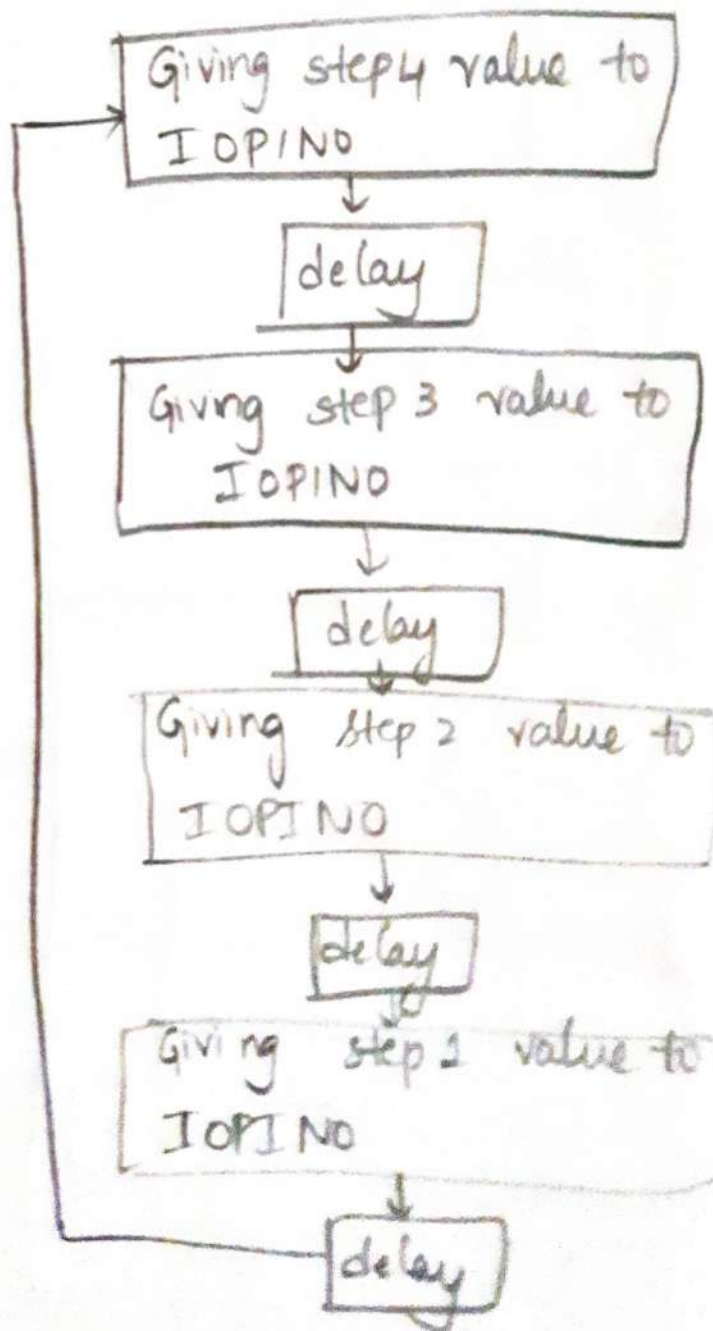 Giving step4 value to
IOPINO
delay
Giving step 3 value to
IOPINO
delay
Giving step 2 value to
IOPINO
delay
Giving step 1 value to
IOPINO
delay